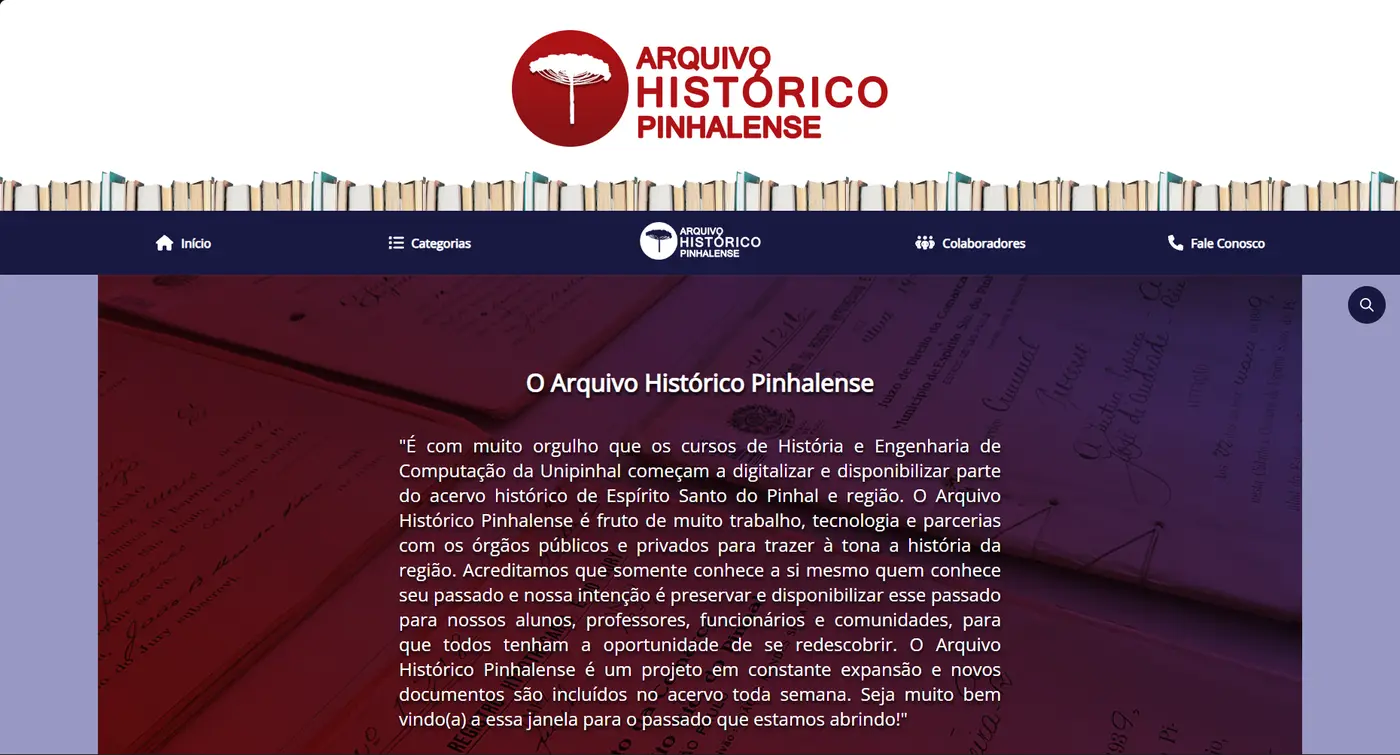 ARQUIVO
HISTÓRICO
PINHALENSE
Início
Categorias
ARQUIVO
HISTÓRICO
PINHALENSE
Colaboradores
Fale Conosco
O Arquivo Histórico Pinhalense
"É com muito orgulho que os cursos de História e Engenharia de
Computação da Unipinhal começam a digitalizar e disponibilizar parte
do acervo histórico de Espírito Santo do Pinhal e região. O Arquivo
Histórico Pinhalense é fruto de muito trabalho, tecnologia e parcerias
com os órgãos públicos e privados para trazer à tona a história da
região. Acreditamos que somente conhece a si mesmo quem conhece
seu passado e nossa intenção é preservar e disponibilizar esse passado
para nossos alunos, professores, funcionários e comunidades, para
que todos tenham a oportunidade de se redescobrir. O Arquivo
Histórico Pinhalense é um projeto em constante expansão e novos
documentos são incluídos no acervo toda semana. Seja muito bem
vindo(a) a essa janela para o passado que estamos abrindo!"